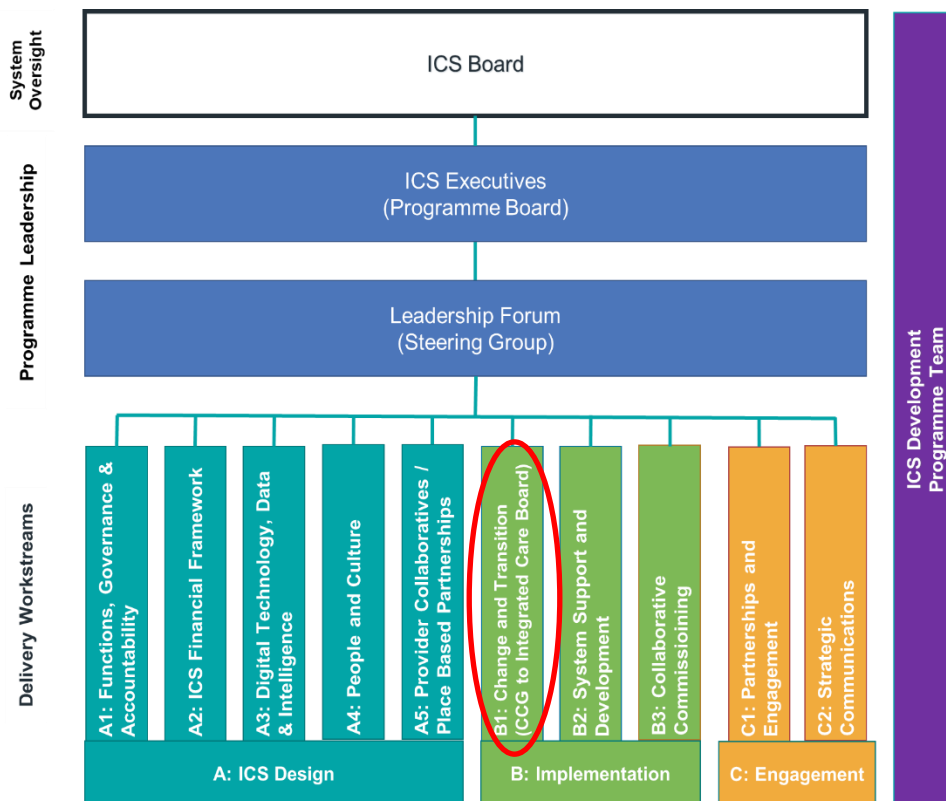 System
Oversight
ICS Board
Programme Leadership
ICS Executives
(Programme Board)
Leadership Forum
(Steering Group)
Delivery Workstreams
A1: Functions, Governance &
Accountability
A2: ICS Financial Framework
A3: Digital Technology, Data
& Intelligence
A4: People and Culture
A5: Provider Collaboratives /
Place Based Partnerships
B1: Change and Transition
(CCG to Integrated Care Board)
B2: System Support and
Development
B3: Collaborative
Commisioining
C1: Partnerships and
Engagement
C2: Strategic
Communications
A: ICS Design
B: Implementation
C: Engagement
ICS Development
Programme Team